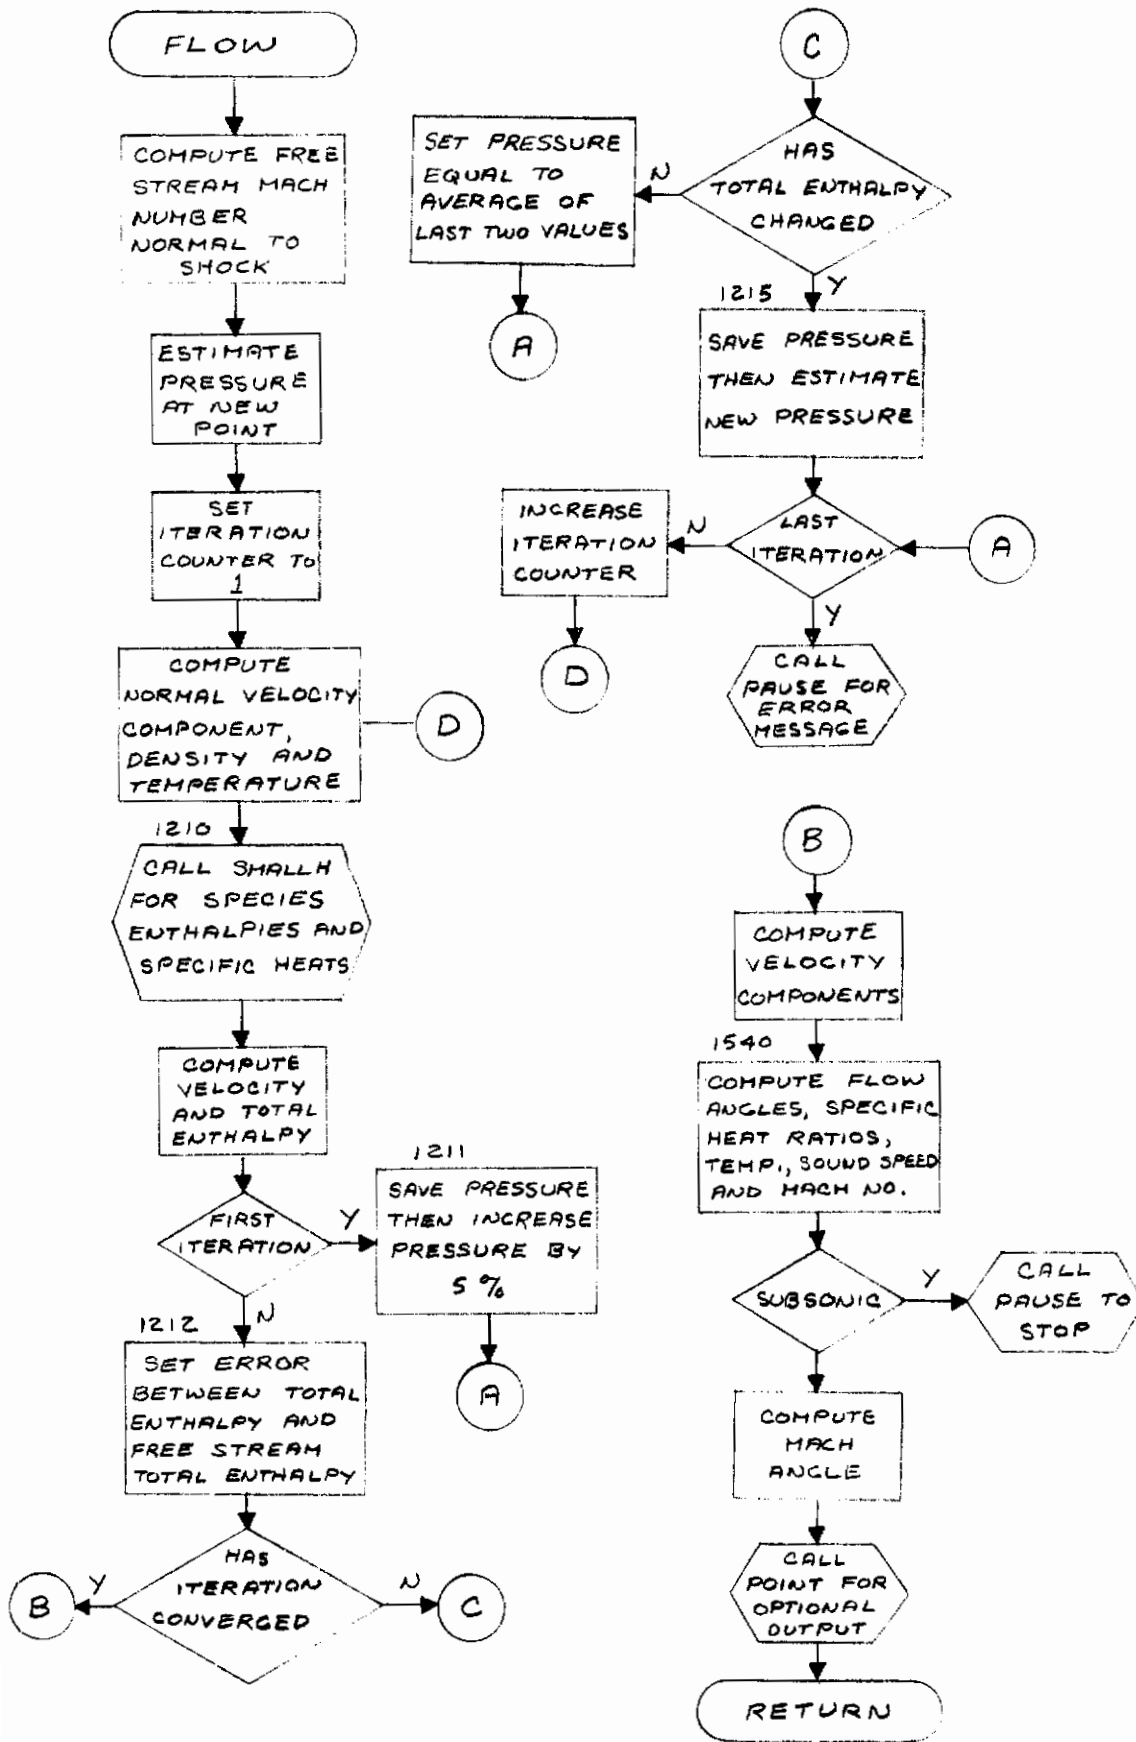 FLOW
COMPUTE FREE
STREAM MACH
NUMBER
NORMAL TO
SHOCK
ESTIMATE
PRESSURE
AT NEW
POINT
SET
ITERATION
COUNTER TO
1
COMPUTE
NORMAL VELOCITY
COMPONENT,
DENSITY AND
TEMPERATURE
D
1210
CALL SMALLH
FOR SPECIES
ENTHALPIES AND
SPECIFIC HEATS
COMPUTE
VELOCITY
AND TOTAL
ENTHALPY
FIRST
ITERATION
Y
N
1211
SAVE PRESSURE
THEN INCREASE
PRESSURE BY
5 %
A
1212
SET ERROR
BETWEEN TOTAL
ENTHALPY AND
FREE STREAM
TOTAL ENTHALPY
HAS
ITERATION
CONVERGED
Y
B
N
C
C
HAS
TOTAL ENTHALPY
CHANGED
N
SET PRESSURE
EQUAL TO
AVERAGE OF
LAST TWO VALUES
A
Y
1215
SAVE PRESSURE
THEN ESTIMATE
NEW PRESSURE
LAST
ITERATION
A
N
INCREASE
ITERATION
COUNTER
D
Y
CALL
PAUSE FOR
ERROR
MESSAGE
B
COMPUTE
VELOCITY
COMPONENTS
1540
COMPUTE FLOW
ANGLES, SPECIFIC
HEAT RATIOS,
TEMP., SOUND SPEED
AND MACH NO.
SUBSONIC
Y
CALL
PAUSE TO
STOP
COMPUTE
MACH
ANGLE
CALL
POINT FOR
OPTIONAL
OUTPUT
RETURN